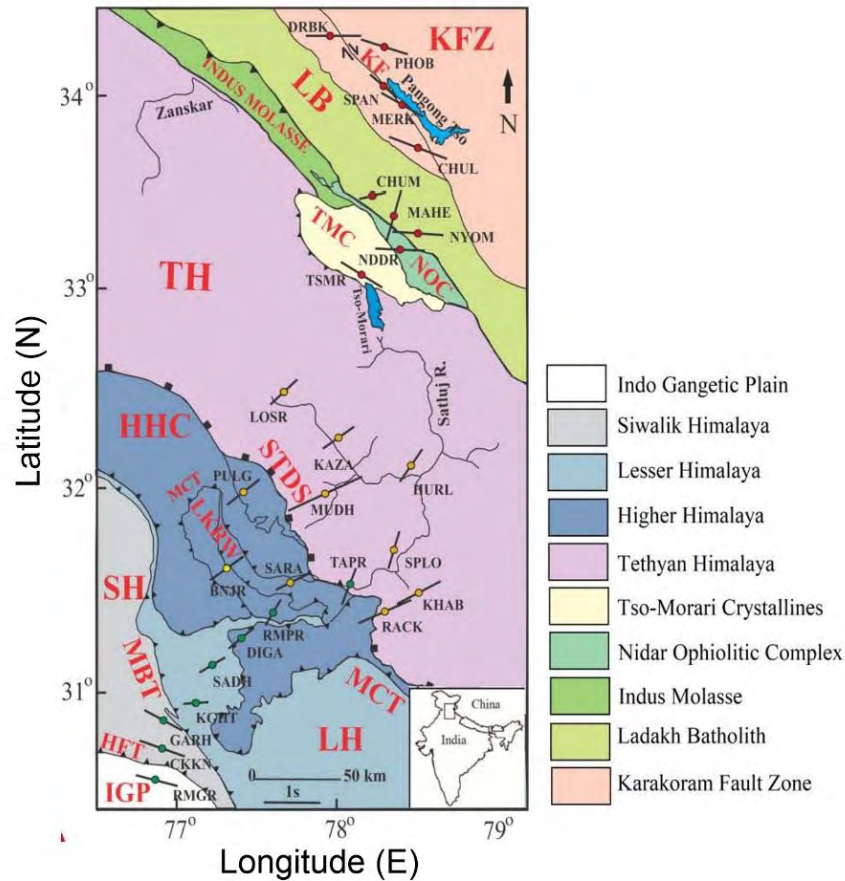 DRBK
KFZ
PHOB
KF
INDUS MOLASSE
LB
34°
SPAN
Pangong Tso
N
Zanskar
MERK
CHUL
CHUM
MAHE
TMC
NYOM
NDDR
NOC
TH
33°
TSMR
Tso-Morari
Satluj R.
Latitude (N)
LOSR
HHC
KAZA
STDS
HURL
PULG
MCT
MUDH
32°
LKRW
SPLO
SARA
TAPR
SH
BNJR
KHAB
RACK
RMPR
DIGA
MBT
SADH
MCT
31°
KGHT
GARH
LH
HFT
CKKN
0 50 km
1s
IGP
RMGR
China
India
77° 78° 79°
Longitude (E)
Indo Gangetic Plain
Siwalik Himalaya
Lesser Himalaya
Higher Himalaya
Tethyan Himalaya
Tso-Morari Crystallines
Nidar Ophiolitic Complex
Indus Molasse
Ladakh Batholith
Karakoram Fault Zone